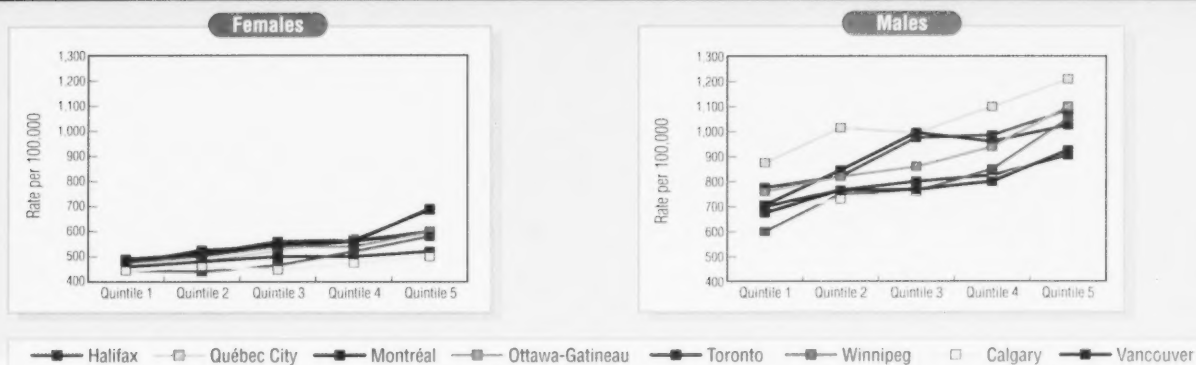 Females
Rate per 100,000
1,300
1,200
1,100
1,000
900
800
700
600
500
400
Quintile 1 Quintile 2 Quintile 3 Quintile 4 Quintile 5
Males
Rate per 100,000
1,300
1,200
1,100
1,000
900
800
700
600
500
400
Quintile 1 Quintile 2 Quintile 3 Quintile 4 Quintile 5
Halifax Québec City Montréal Ottawa-Gatineau Toronto Winnipeg Calgary Vancouver